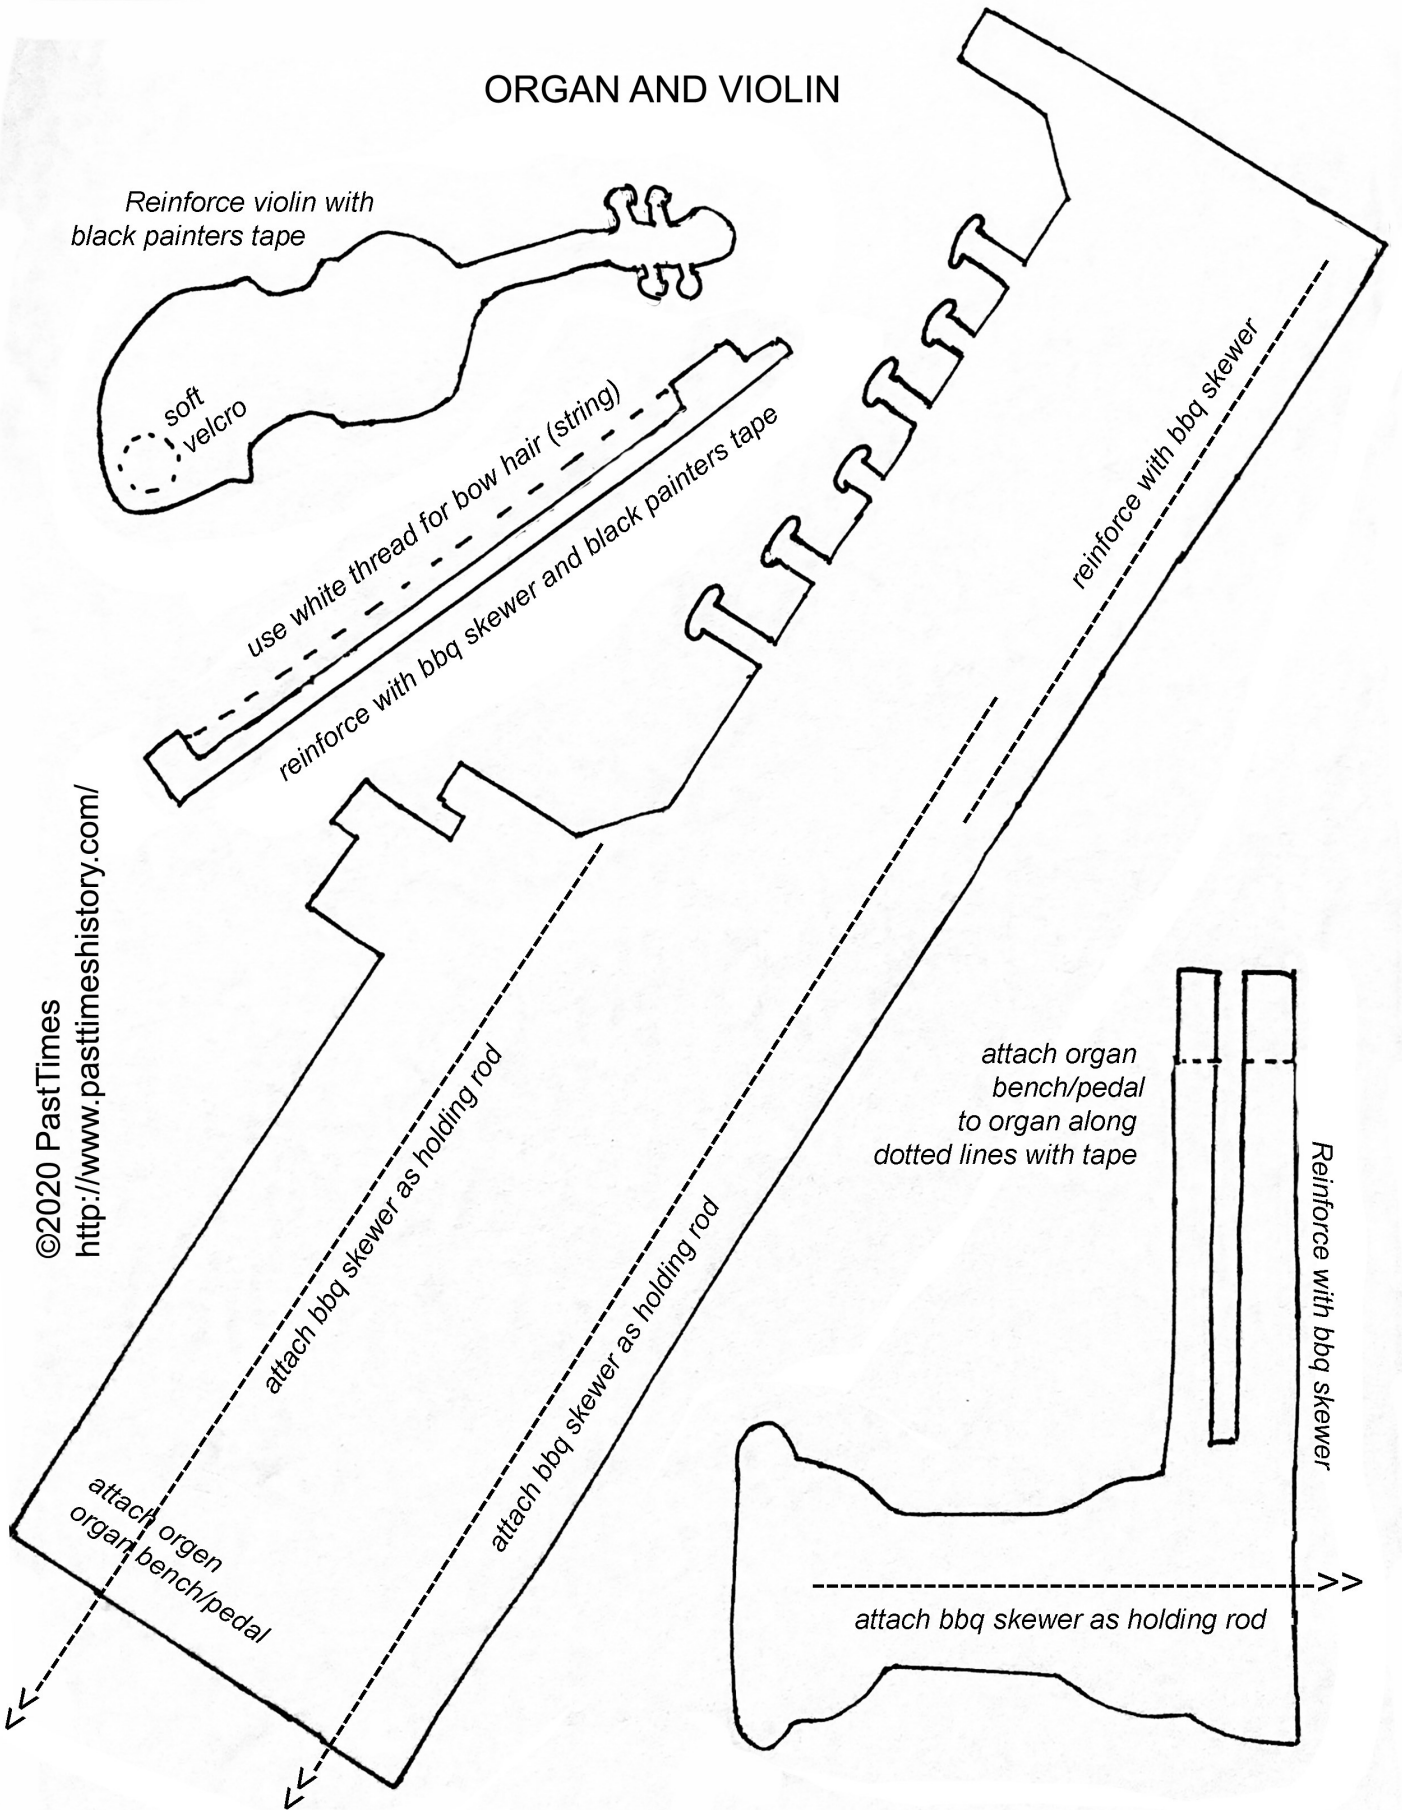 ORGAN AND VIOLIN
Reinforce violin with
black painters tape
soft
velcro
use white thread for bow hair (string)
reinforce with bbq skewer and black painters tape
reinforce with bbq skewer
©2020 PastTimes
http://www.pasttimeshistory.com/
attach bbq skewer as holding rod
attach bbq skewer as holding rod
attach orgen
organ bench/pedal
attach organ
bench/pedal
to organ along
dotted lines with tape
Reinforce with bbq skewer
attach bbq skewer as holding rod